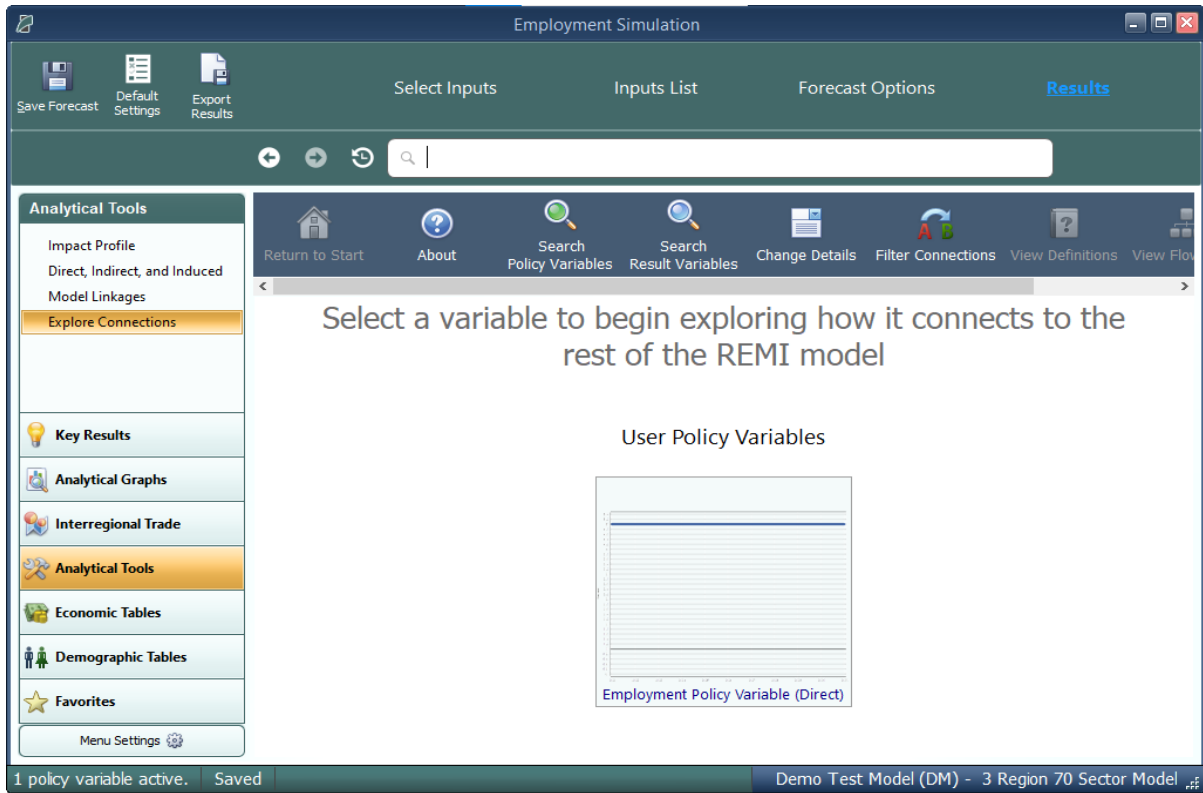 Employment Simulation
Save Forecast
Default
Settings
Export
Results
Select Inputs
Inputs List
Forecast Options
Results
Analytical Tools
Impact Profile
Direct, Indirect, and Induced
Model Linkages
Explore Connections
Key Results
Analytical Graphs
Interregional Trade
Analytical Tools
Economic Tables
Demographic Tables
Favorites
Menu Settings
Return to Start
About
Search
Policy Variables
Search
Result Variables
Change Details
A B
Filter Connections
View Definitions
View Flow
Select a variable to begin exploring how it connects to the
rest of the REMI model
User Policy Variables
Employment Policy Variable (Direct)
1 policy variable active.
Saved
Demo Test Model (DM) - 3 Region 70 Sector Model